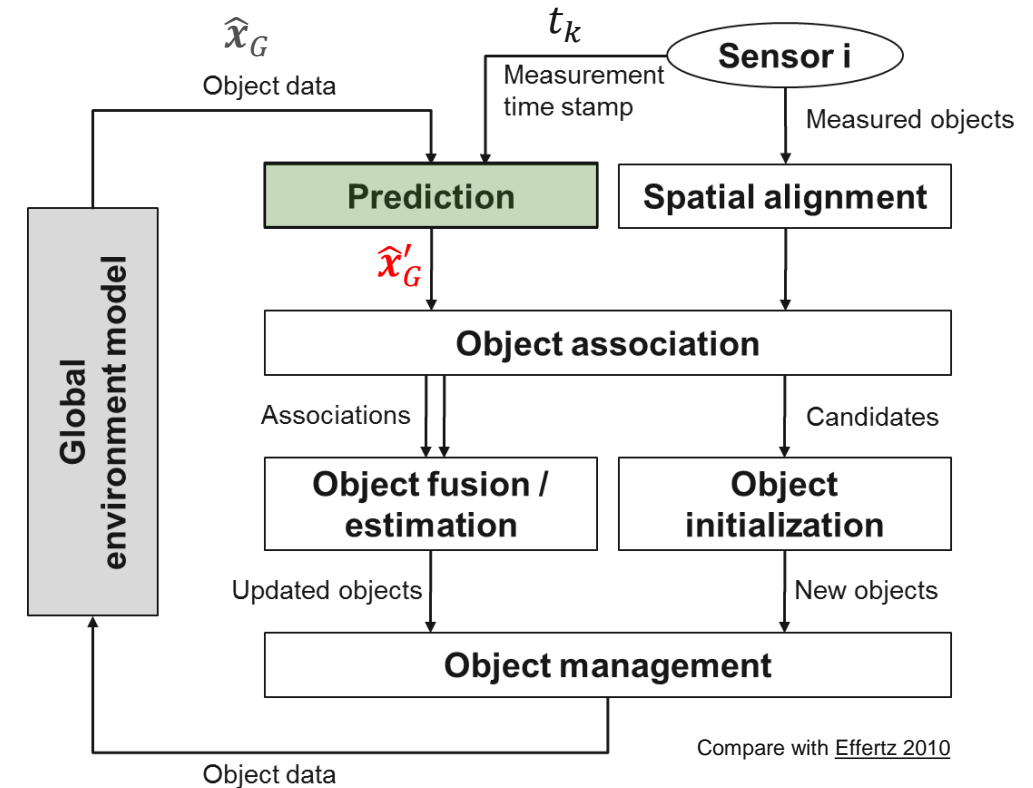 x̂_G
t_k
Sensor i
Object data
Measurement
time stamp
Measured objects
Prediction
Spatial alignment
x̂′_G
Global
environment model
Object association
Associations
Candidates
Object fusion /
estimation
Object
initialization
Updated objects
New objects
Object management
Compare with Effertz 2010
Object data